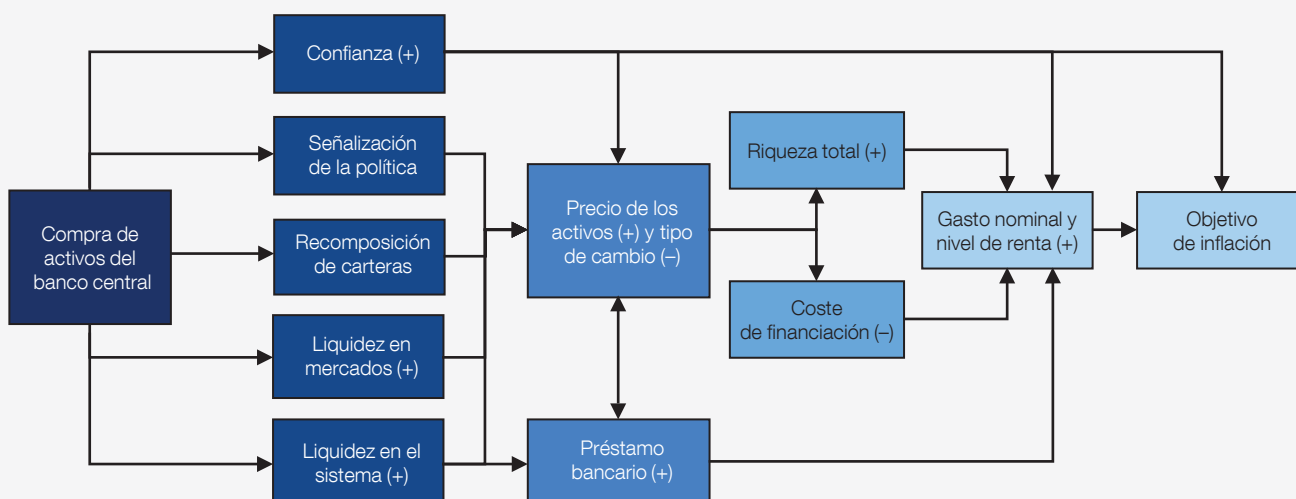 Compra de
activos del
banco central
Confianza (+)
Señalización
de la política
Recomposición
de carteras
Liquidez en
mercados (+)
Liquidez en el
sistema (+)
Precio de los
activos (+) y tipo
de cambio (–)
Préstamo
bancario (+)
Riqueza total (+)
Coste
de financiación (–)
Gasto nominal y
nivel de renta (+)
Objetivo
de inflación